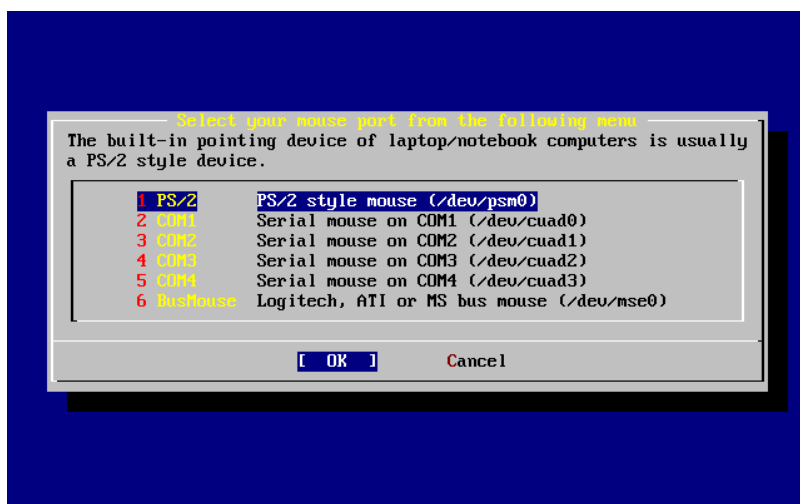 Select your mouse port from the following menu
The built-in pointing device of laptop/notebook computers is usually
a PS/2 style device.
1 PS/2 PS/2 style mouse (/dev/psm0)
2 COM1 Serial mouse on COM1 (/dev/cuad0)
3 COM2 Serial mouse on COM2 (/dev/cuad1)
4 COM3 Serial mouse on COM3 (/dev/cuad2)
5 COM4 Serial mouse on COM4 (/dev/cuad3)
6 BusMouse Logitech, ATI or MS bus mouse (/dev/mse0)
[ OK ] Cancel